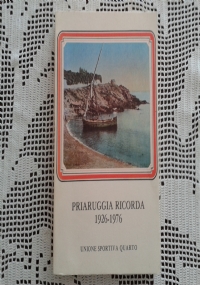 PRIARUGGIA RICORDA
1926-1976
UNIONE SPORTIVA QUARTO